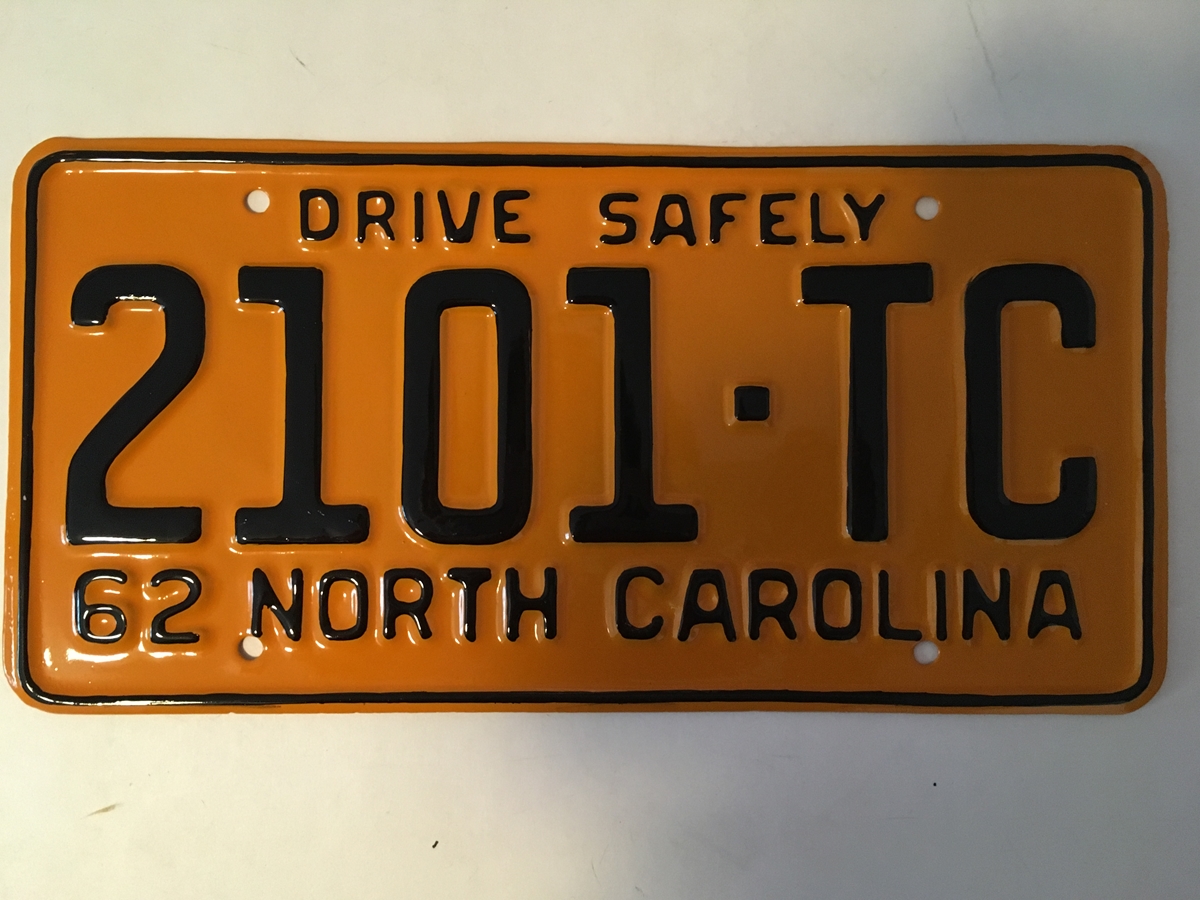 DRIVE SAFELY
2101·TC
62 NORTH CAROLINA